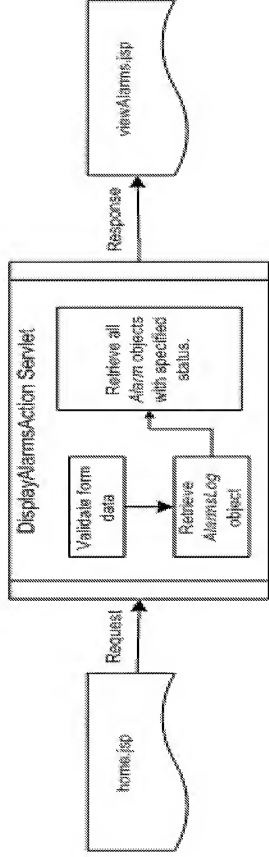 home.jsp
Request
DisplayAlarmsAction Servlet
Validate form
data
Retrieve
AlarmsLog
object
Retrieve all
Alarm objects
with specified
status.
Response
viewAlarms.jsp